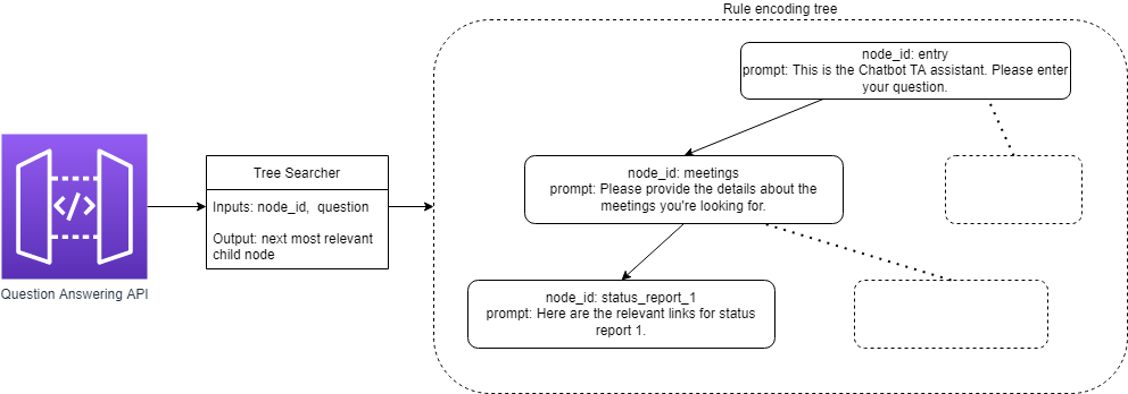 Rule encoding tree
node_id: entry
prompt: This is the Chatbot TA assistant. Please enter
your question.
Tree Searcher
Inputs: node_id,  question
Output: next most relevant
child node
Question Answering API
node_id: meetings
prompt: Please provide the details about the
meetings you're looking for.
node_id: status_report_1
prompt: Here are the relevant links for status
report 1.